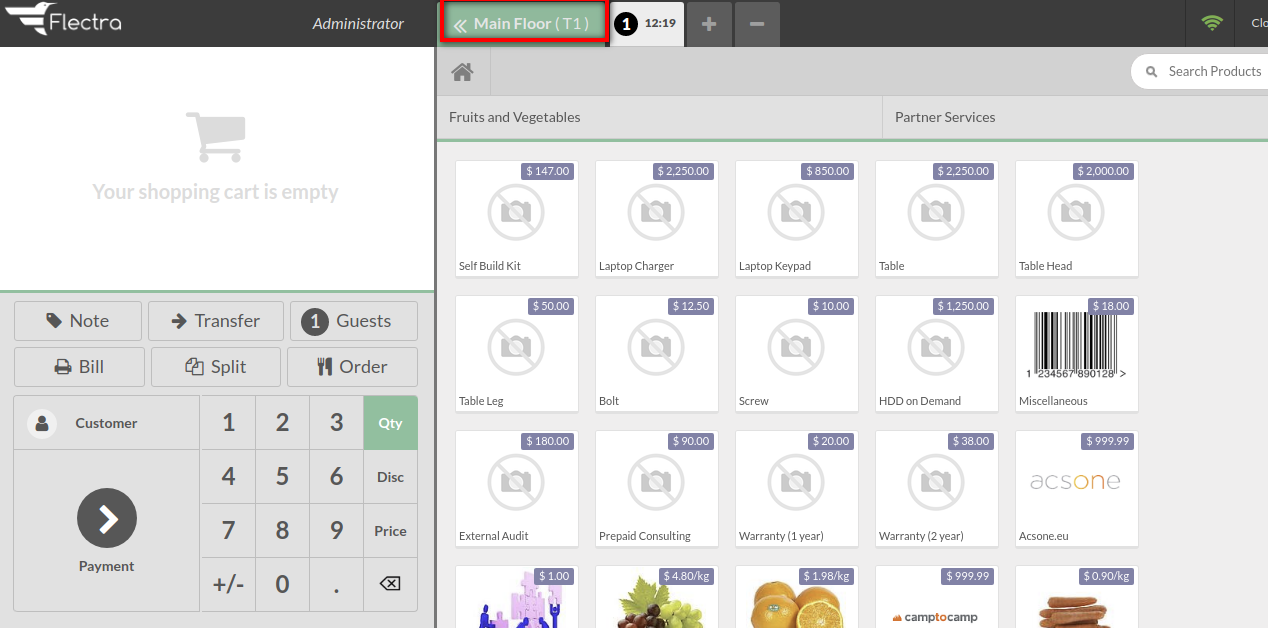 Flectra
Administrator
Main Floor ( T1 )
1 12:19
Clo
Search Products
Fruits and Vegetables
Partner Services
Your shopping cart is empty
$ 147.00
Self Build Kit
$ 2,250.00
Laptop Charger
$ 850.00
Laptop Keypad
$ 2,250.00
Table
$ 2,000.00
Table Head
$ 50.00
Table Leg
$ 12.50
Bolt
$ 10.00
Screw
$ 1,250.00
HDD on Demand
$ 18.00
1 234567 890128 >
Miscellaneous
$ 180.00
External Audit
$ 90.00
Prepaid Consulting
$ 20.00
Warranty (1 year)
$ 38.00
Warranty (2 year)
$ 999.99
acsone
Acsone.eu
$ 1.00
$ 4.80/kg
$ 1.98/kg
$ 999.99
camptocamp
$ 0.90/kg
Note
Transfer
1 Guests
Bill
Split
Order
Customer
Payment
1 2 3 Qty
4 5 6 Disc
7 8 9 Price
+/- 0 .